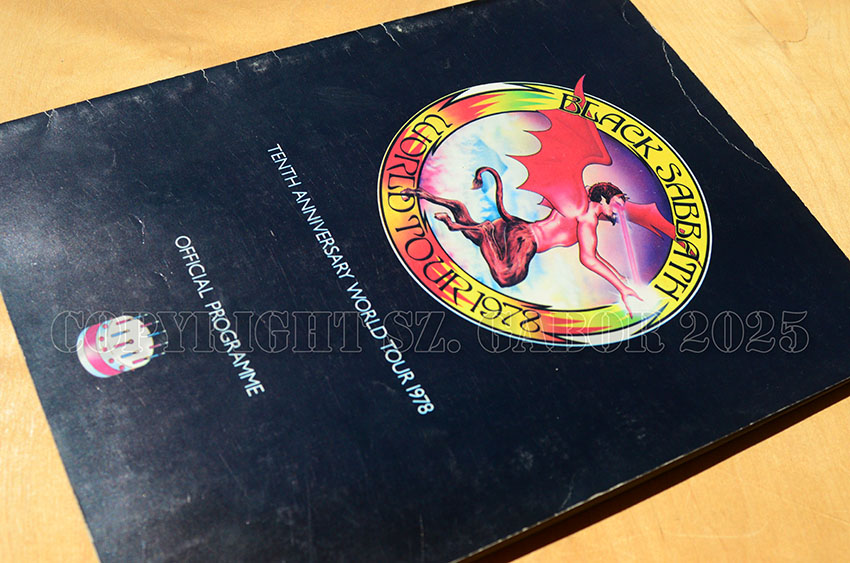 BLACK SABBATH
WORLD TOUR 1978
TENTH ANNIVERSARY WORLD TOUR 1978
OFFICIAL PROGRAMME
COPYRIGHT SZ. GABOR 2025